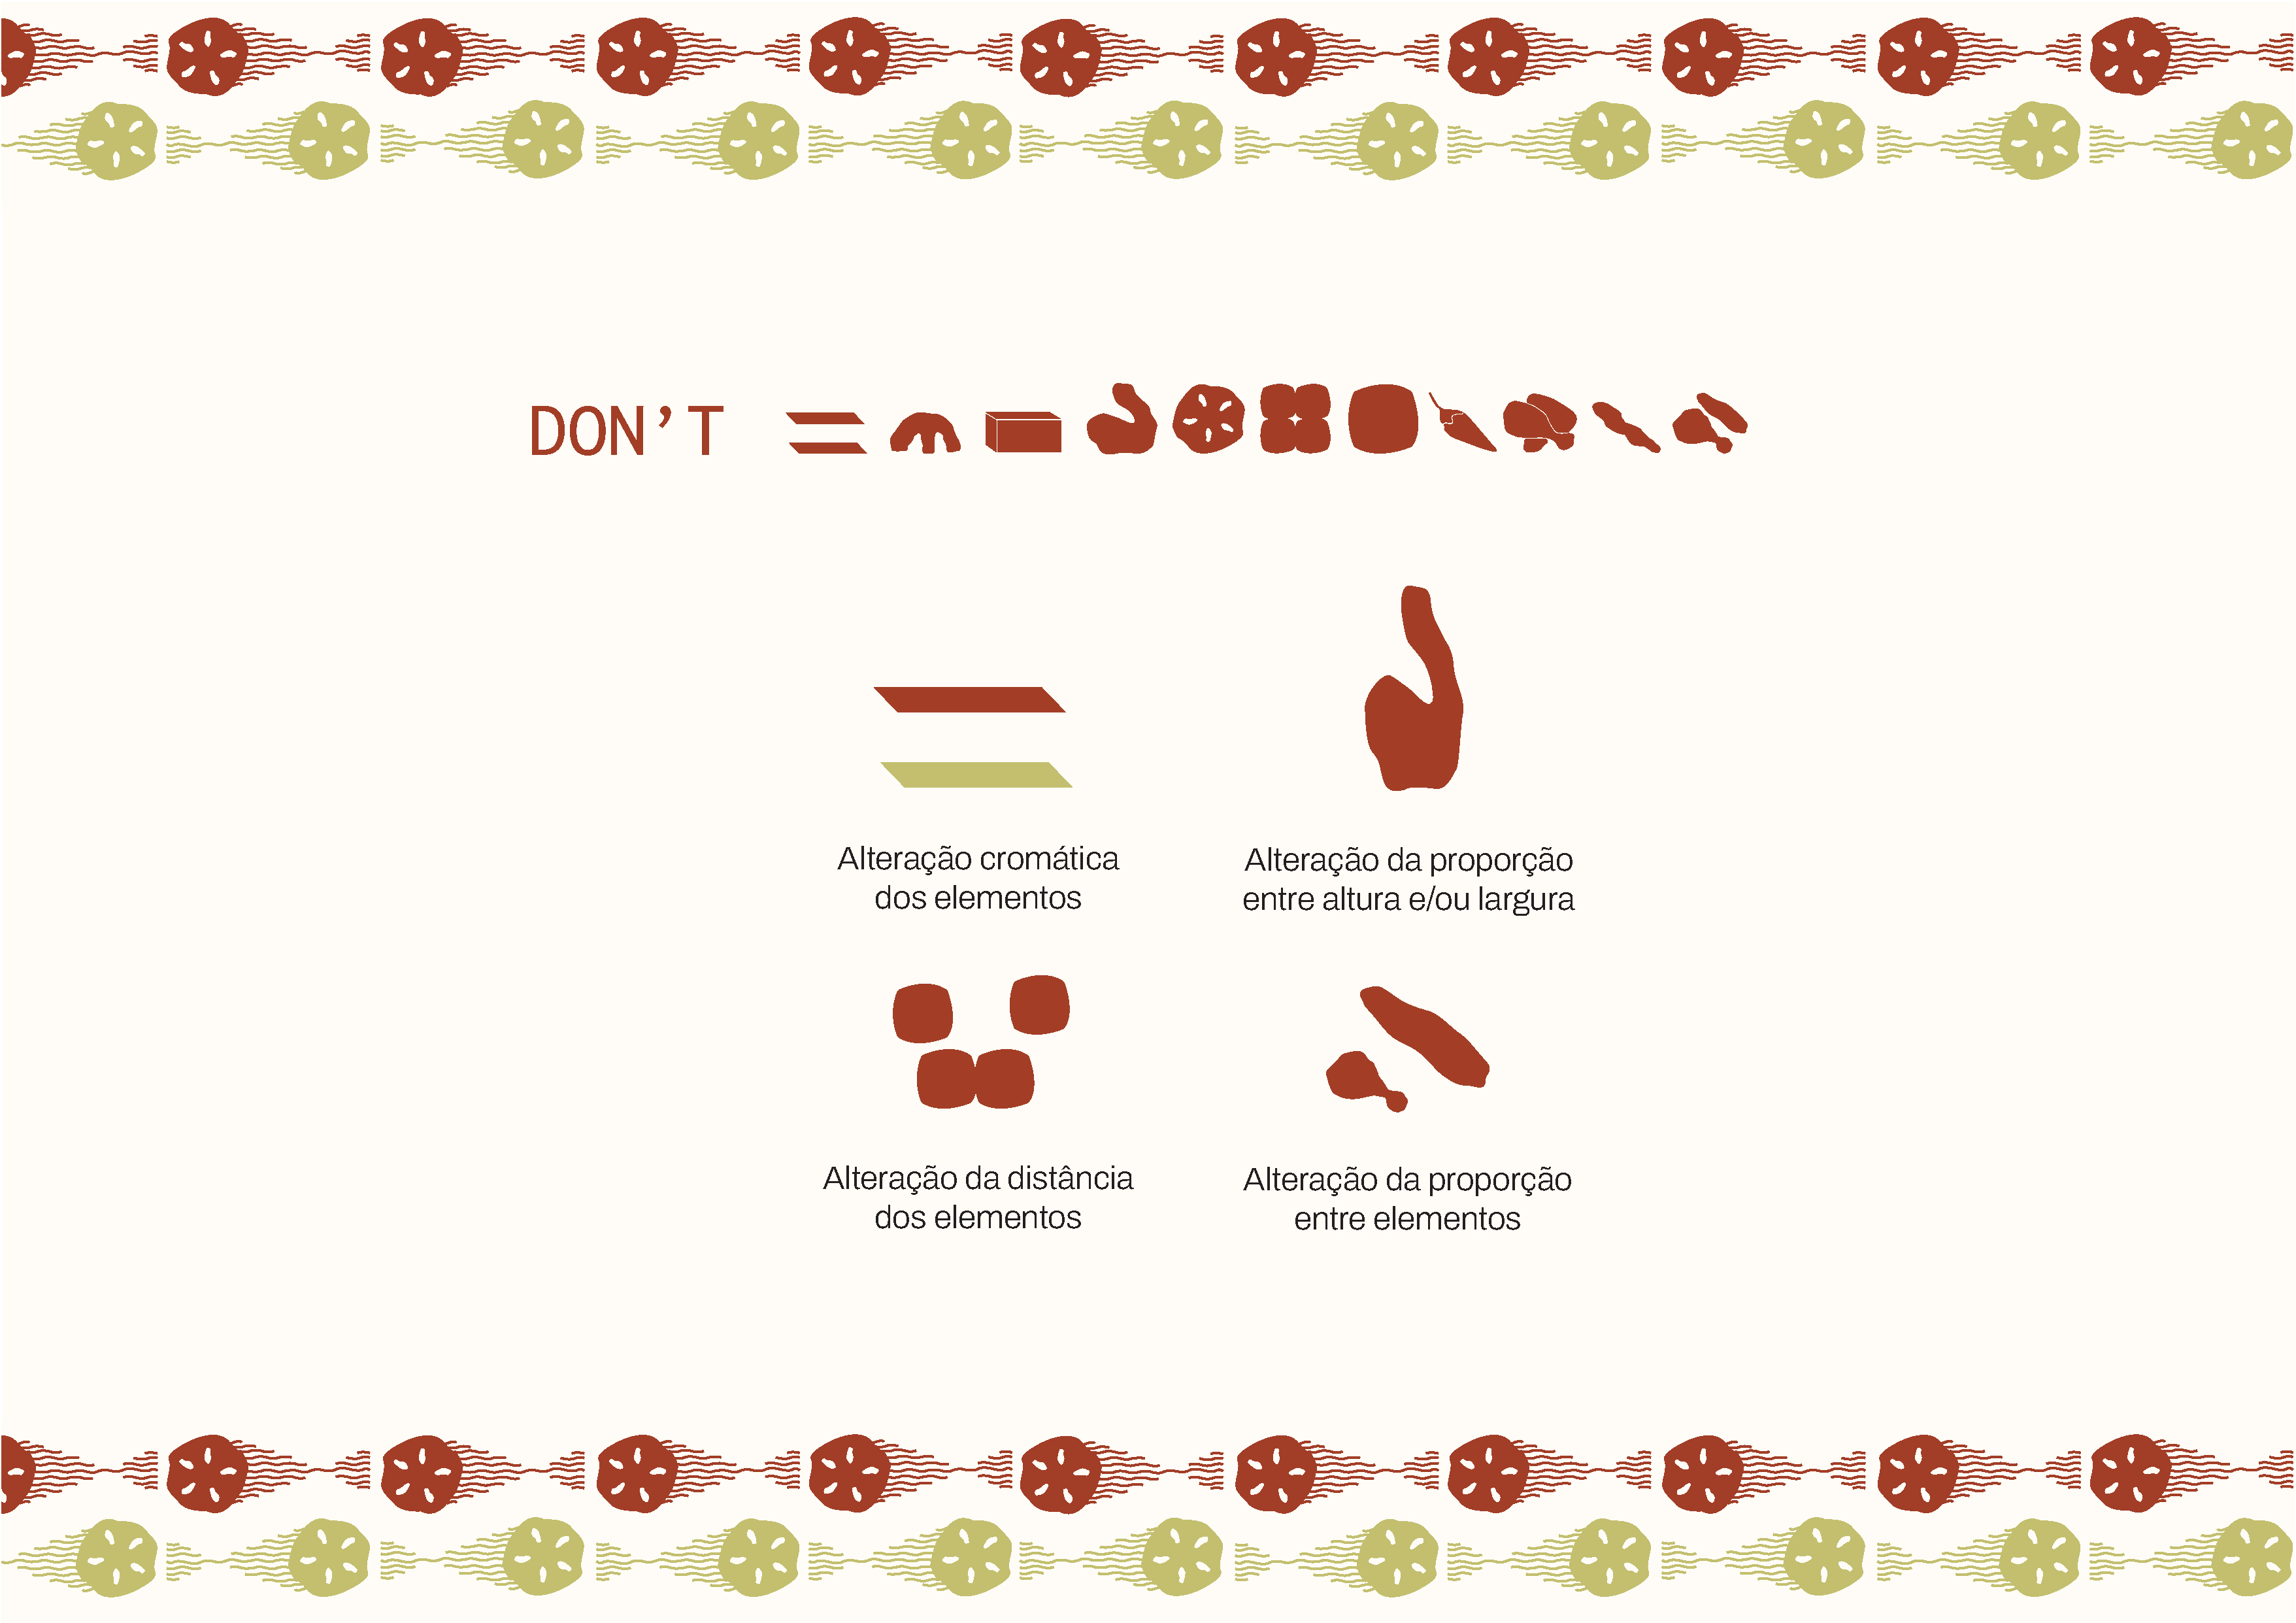 DON'T
Alteração cromática
dos elementos
Alteração da proporção
entre altura e/ou largura
Alteração da distância
dos elementos
Alteração da proporção
entre elementos